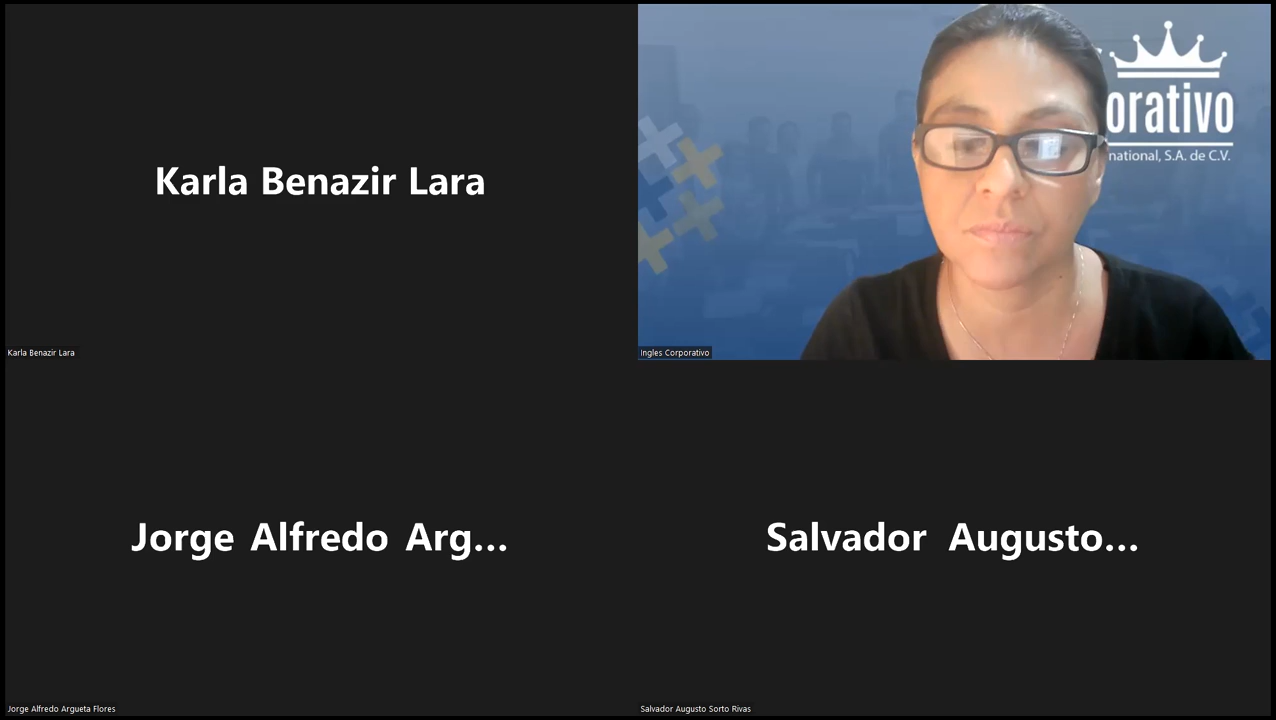 Karla Benazir Lara
Karla Benazir Lara
orativo
national, S.A. de C.V.
Ingles Corporativo
Jorge Alfredo Arg...
Jorge Alfredo Argueta Flores
Salvador Augusto...
Salvador Augusto Sorto Rivas